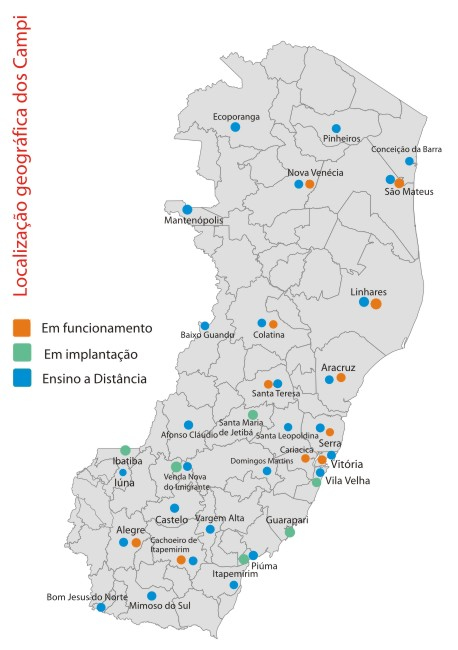 Localização geográfica dos Campi
Ecoporanga
Pinheiros
Conceição da Barra
Nova Venécia
São Mateus
Mantenópolis
Linhares
Em funcionamento
Em implantação
Ensino a Distância
Baixo Guandu
Colatina
Aracruz
Santa Teresa
Santa Maria
de Jetibá
Afonso Cláudio
Santa Leopoldina
Serra
Cariacica
Ibatiba
Domingos Martins
Vitória
Iúna
Venda Nova
do Imigrante
Vila Velha
Castelo
Vargem Alta
Guarapari
Alegre
Cachoeiro de
Itapemirim
Piúma
Itapemirim
Bom Jesus do Norte
Mimoso do Sul